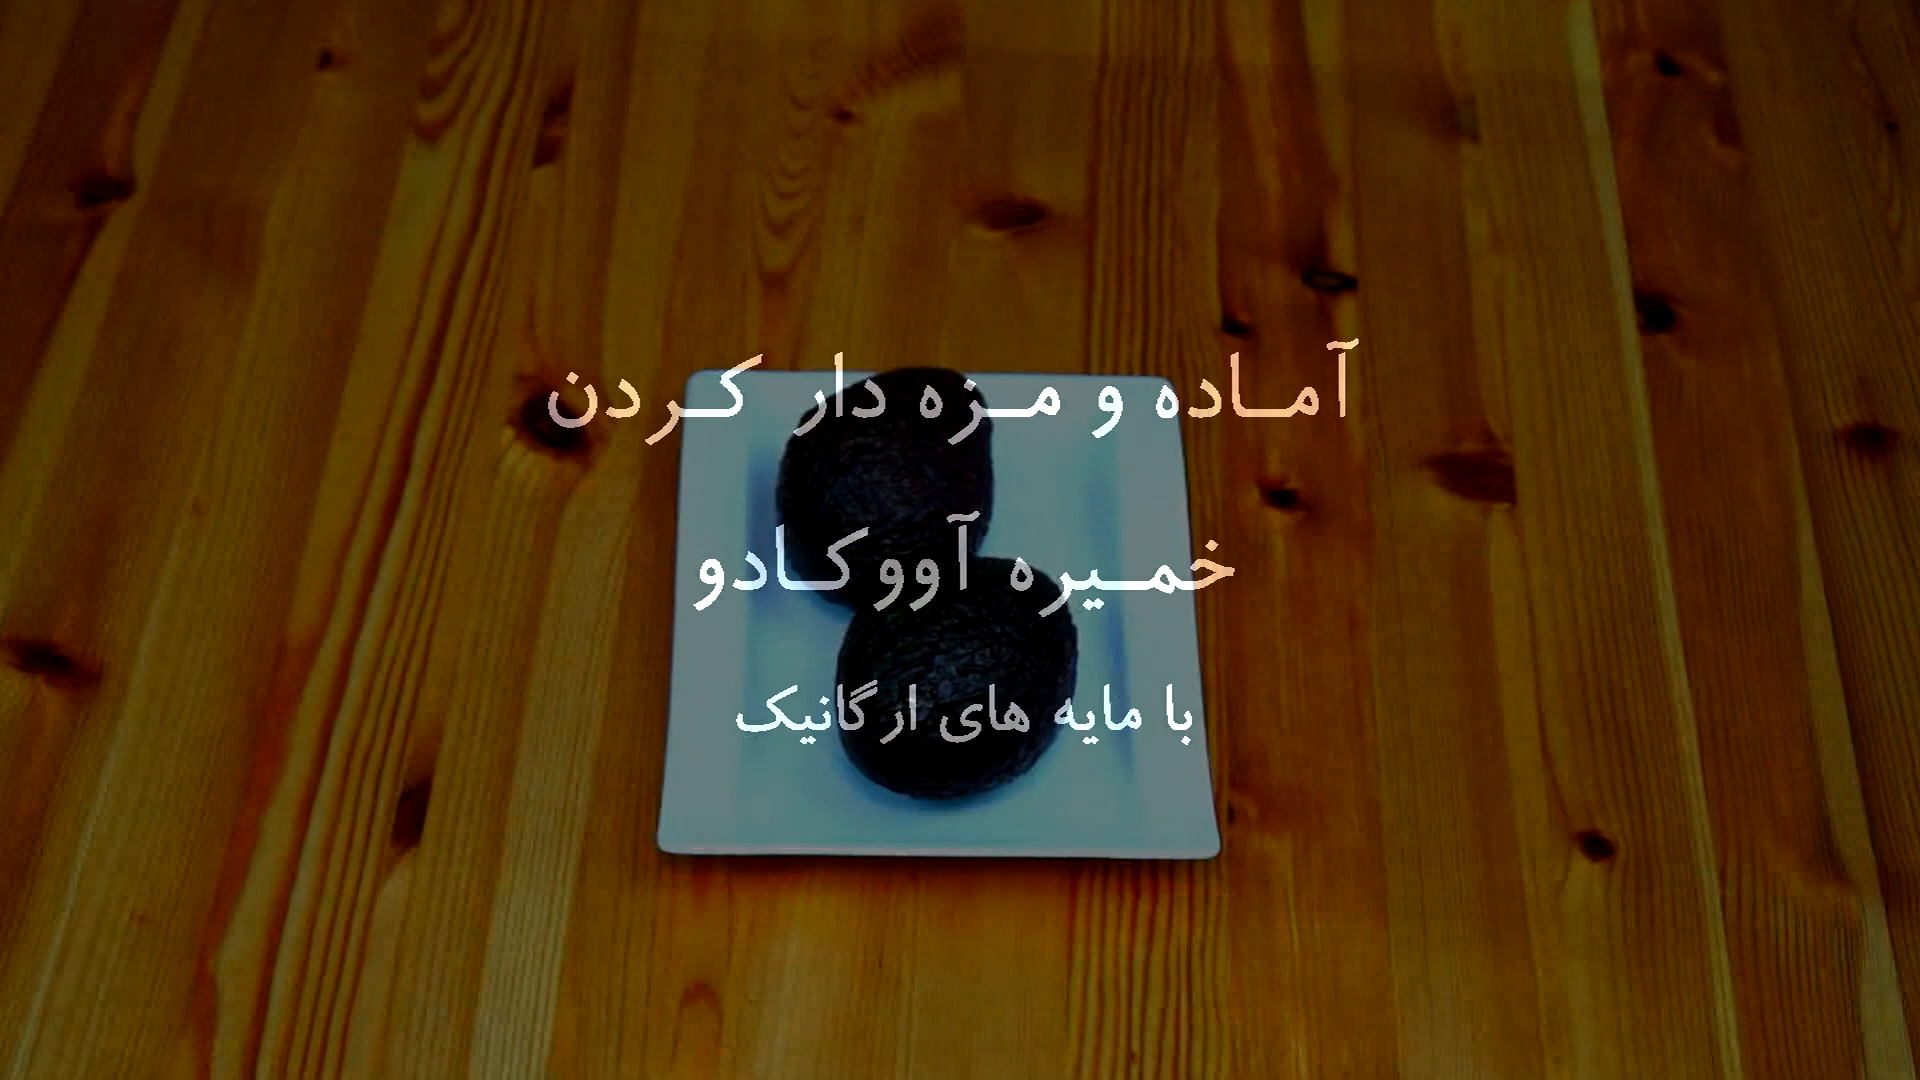 آماده و مزه دار کردن
خمیره آووکادو
با مایه های ارگانیک